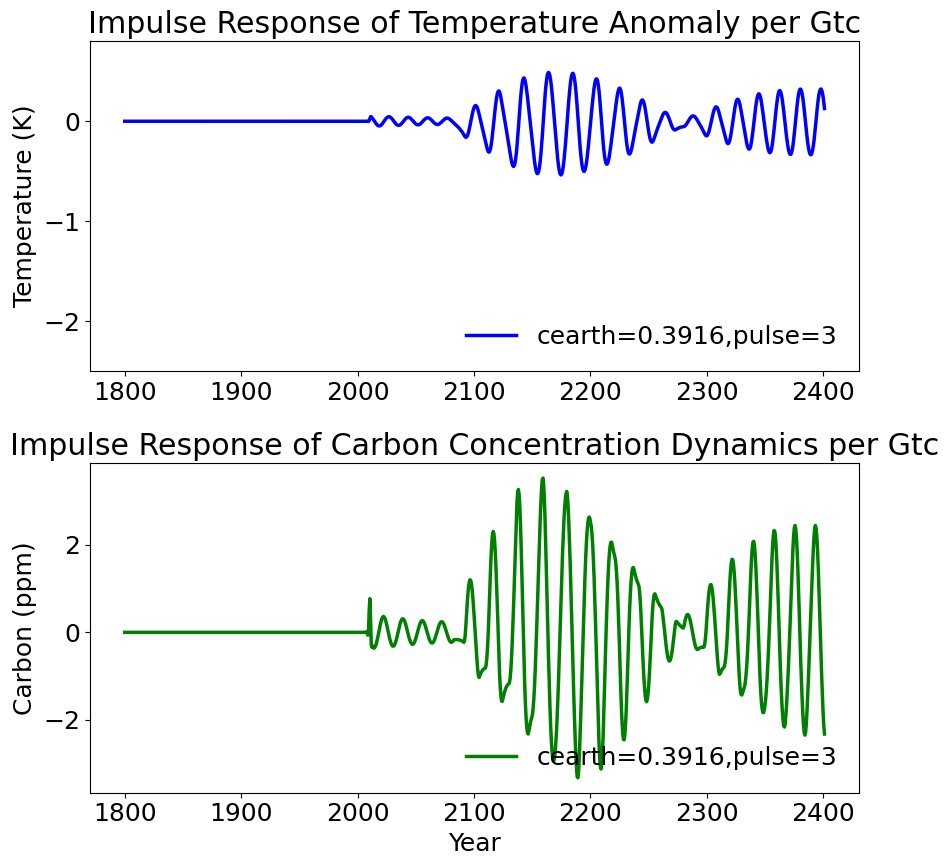 Impulse Response of Temperature Anomaly per Gtc
Temperature (K)
0
−1
−2
cearth=0.3916,pulse=3
1800 1900 2000 2100 2200 2300 2400
Impulse Response of Carbon Concentration Dynamics per Gtc
Carbon (ppm)
2
0
−2
cearth=0.3916,pulse=3
1800 1900 2000 2100 2200 2300 2400
Year